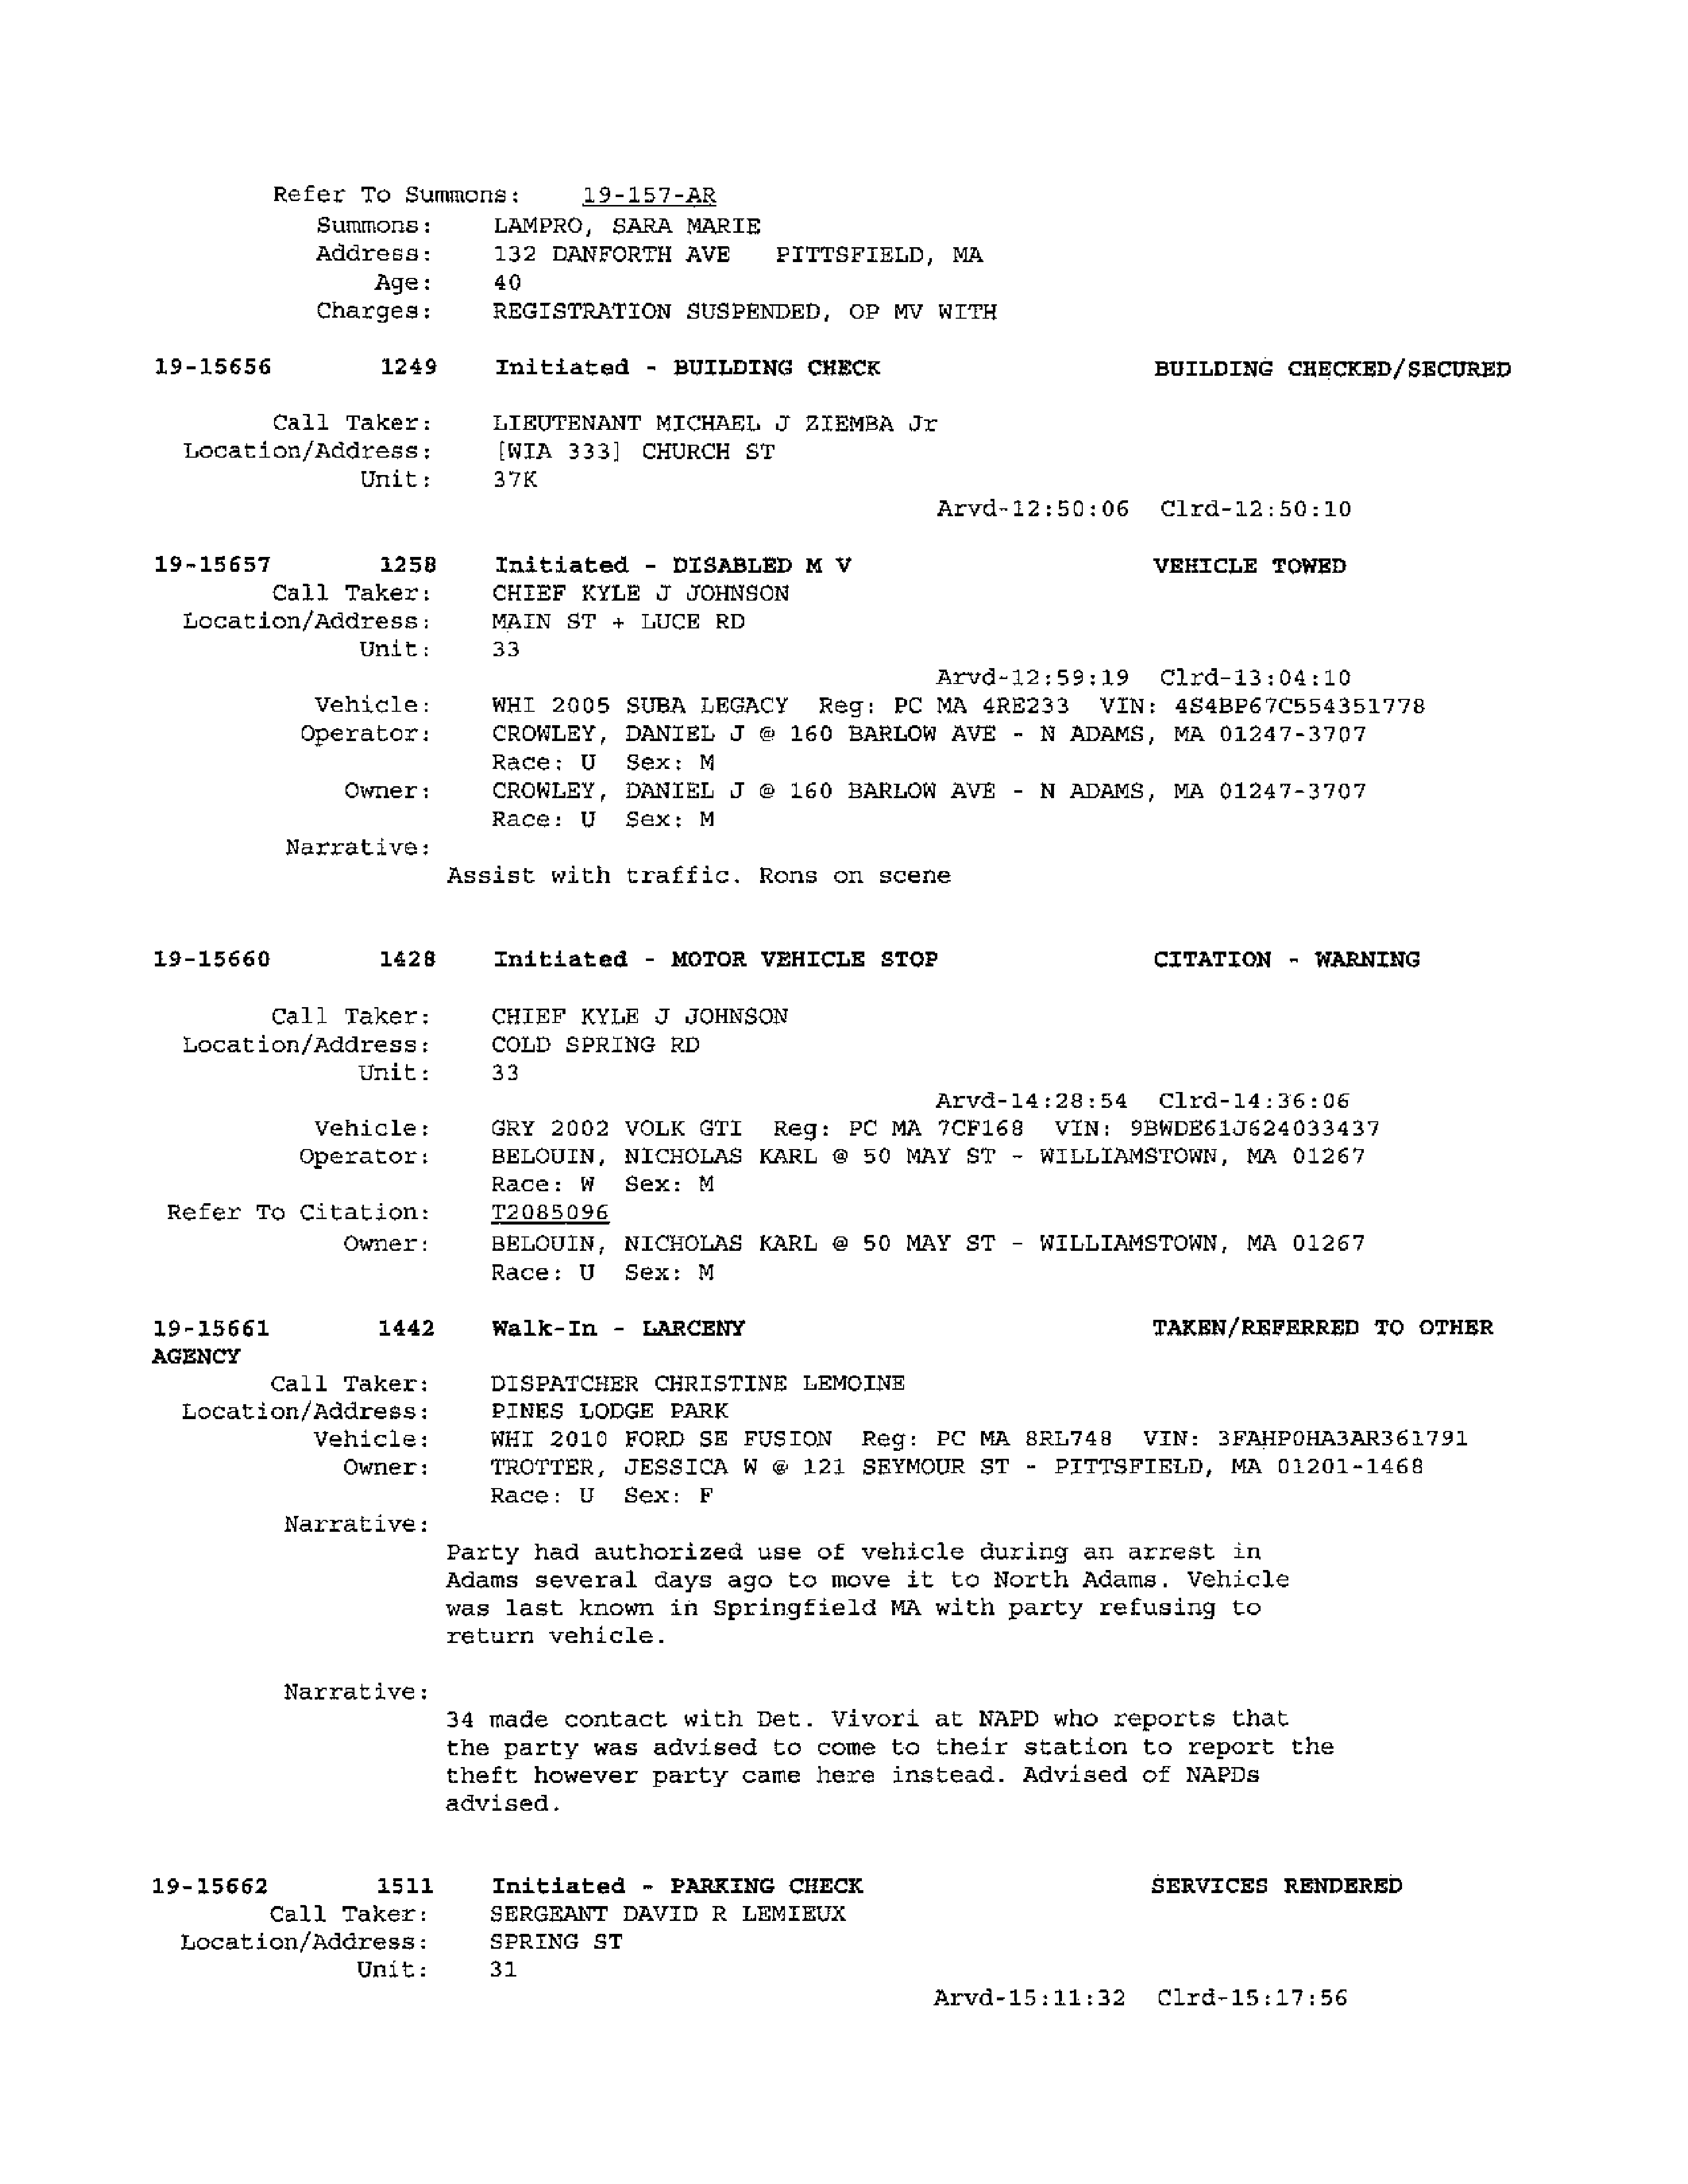 Refer To Summons: 19-157-AR
Summons: LAMPRO, SARA MARIE
Address: 132 DANFORTH AVE PITTSFIELD, MA
Age: 40
Charges: REGISTRATION SUSPENDED, OP MV WITH
19-15656 1249 Initiated - BUILDING CHECK BUILDING CHECKED/SECURED
Call Taker: LIEUTENANT MICHAEL J ZIEMBA Jr
Location/Address: [WIA 333] CHURCH ST
Unit: 37K
Arvd-12:50:06 Clrd-12:50:10
19-15657 1258 Initiated - DISABLED M V VEHICLE TOWED
Call Taker: CHIEF KYLE J JOHNSON
Location/Address: MAIN ST + LUCE RD
Unit: 33
Arvd-12:59:19 Clrd-13:04:10
Vehicle: WHI 2005 SUBA LEGACY Reg: PC MA 4RE233 VIN: 4S4BP67C554351778
Operator: CROWLEY, DANIEL J @ 160 BARLOW AVE - N ADAMS, MA 01247-3707
Race: U Sex: M
Owner: CROWLEY, DANIEL J @ 160 BARLOW AVE - N ADAMS, MA 01247-3707
Race: U Sex: M
Narrative:
Assist with traffic. Rons on scene
19-15660 1428 Initiated - MOTOR VEHICLE STOP CITATION - WARNING
Call Taker: CHIEF KYLE J JOHNSON
Location/Address: COLD SPRING RD
Unit: 33
Arvd-14:28:54 Clrd-14:36:06
Vehicle: GRY 2002 VOLK GTI Reg: PC MA 7CF168 VIN: 9BWDE61J624033437
Operator: BELOUIN, NICHOLAS KARL @ 50 MAY ST - WILLIAMSTOWN, MA 01267
Race: W Sex: M
Refer To Citation: T2085096
Owner: BELOUIN, NICHOLAS KARL @ 50 MAY ST - WILLIAMSTOWN, MA 01267
Race: U Sex: M
19-15661 1442 Walk-In - LARCENY TAKEN/REFERRED TO OTHER
AGENCY
Call Taker: DISPATCHER CHRISTINE LEMOINE
Location/Address: PINES LODGE PARK
Vehicle: WHI 2010 FORD SE FUSION Reg: PC MA 8RL748 VIN: 3FAHP0HA3AR361791
Owner: TROTTER, JESSICA W @ 121 SEYMOUR ST - PITTSFIELD, MA 01201-1468
Race: U Sex: F
Narrative:
Party had authorized use of vehicle during an arrest in
Adams several days ago to move it to North Adams. Vehicle
was last known in Springfield MA with party refusing to
return vehicle.
Narrative:
34 made contact with Det. Vivori at NAPD who reports that
the party was advised to come to their station to report the
theft however party came here instead. Advised of NAPDs
advised.
19-15662 1511 Initiated - PARKING CHECK SERVICES RENDERED
Call Taker: SERGEANT DAVID R LEMIEUX
Location/Address: SPRING ST
Unit: 31
Arvd-15:11:32 Clrd-15:17:56